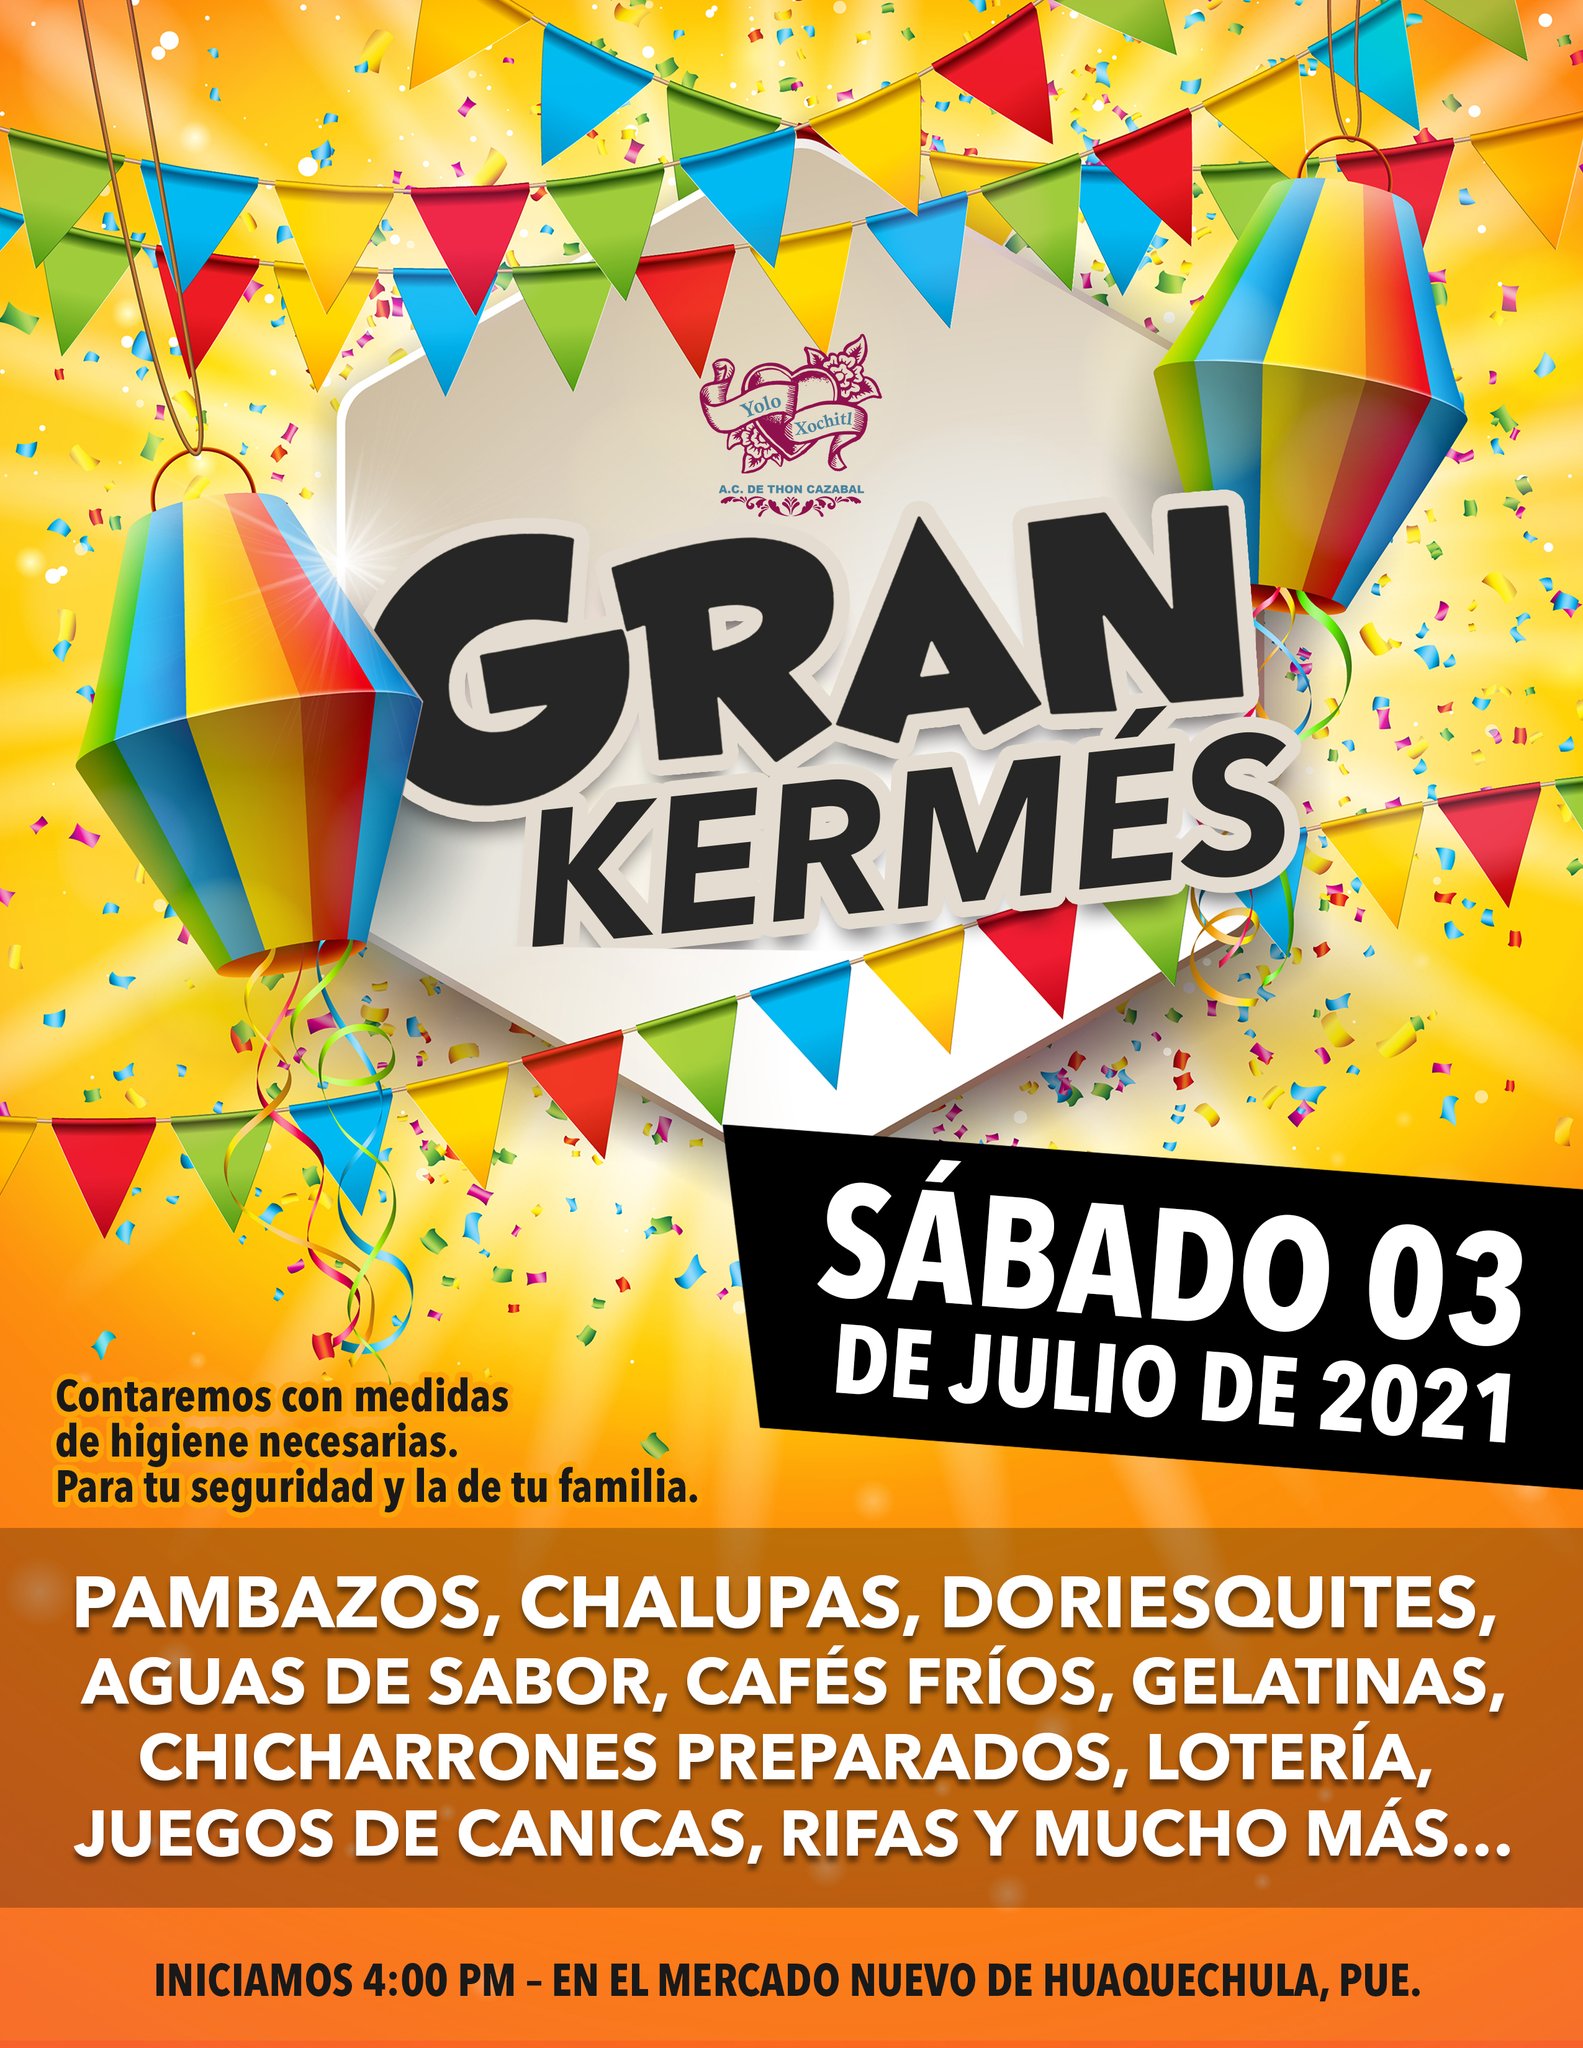 Yolo
Xochitl
A.C. DE THON CAZABAL
GRAN
KERMÉS
SÁBADO 03
DE JULIO DE 2021
Contaremos con medidas
de higiene necesarias.
Para tu seguridad y la de tu familia.
PAMBAZOS, CHALUPAS, DORIESQUITES,
AGUAS DE SABOR, CAFÉS FRÍOS, GELATINAS,
CHICHARRONES PREPARADOS, LOTERÍA,
JUEGOS DE CANICAS, RIFAS Y MUCHO MÁS...
INICIAMOS 4:00 PM – EN EL MERCADO NUEVO DE HUAQUECHULA, PUE.